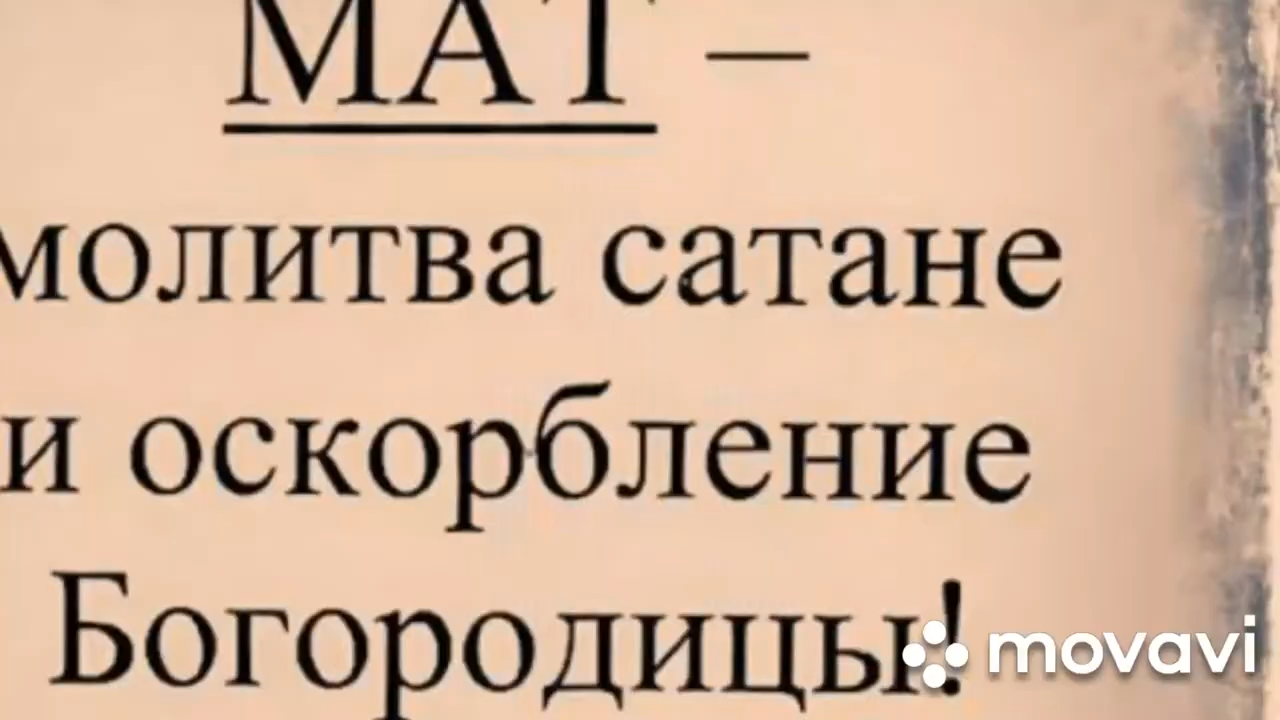 МАТ –
молитва сатане
и оскорбление
Богородицы!
movavi